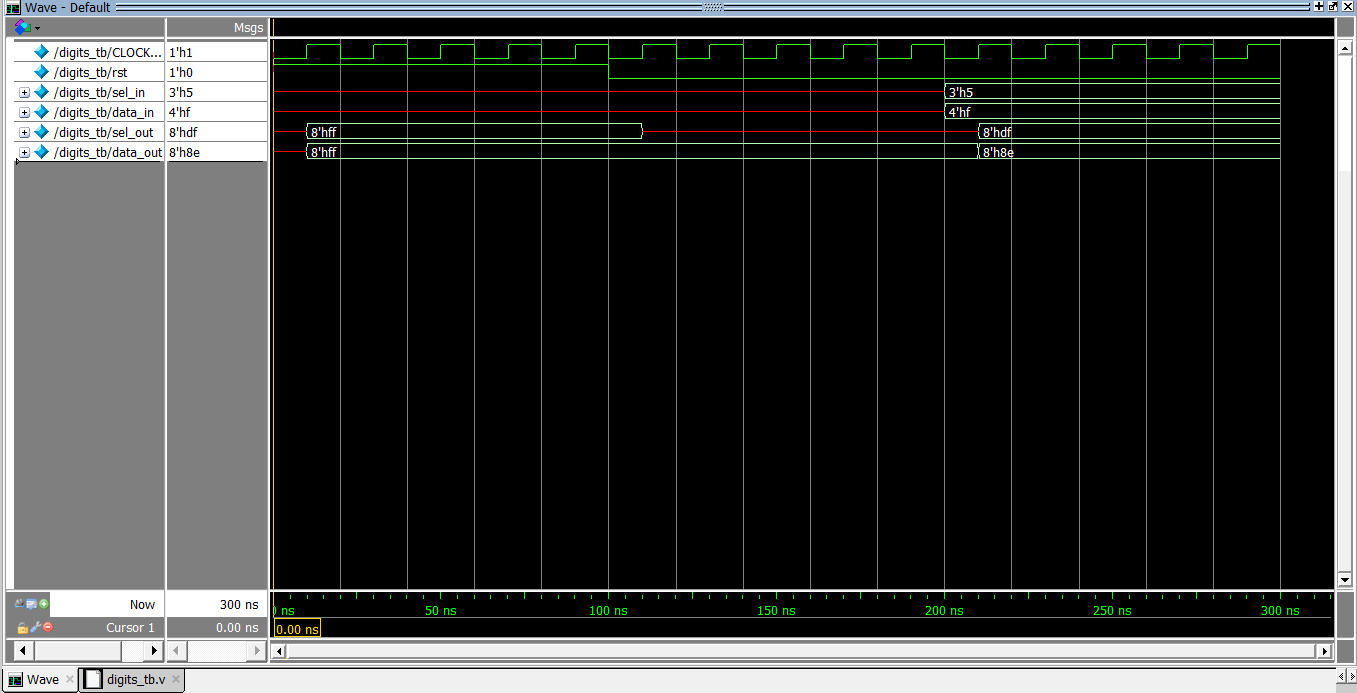 Wave - Default
Msgs
/digits_tb/CLOCK... 1'h1
/digits_tb/rst 1'h0
/digits_tb/sel_in 3'h5 3'h5
/digits_tb/data_in 4'hf 4'hf
/digits_tb/sel_out 8'hdf 8'hff 8'hdf
/digits_tb/data_out 8'h8e 8'hff 8'h8e
Now 300 ns ns 50 ns 100 ns 150 ns 200 ns 250 ns 300 ns
Cursor 1 0.00 ns 0.00 ns
Wave digits_tb.v